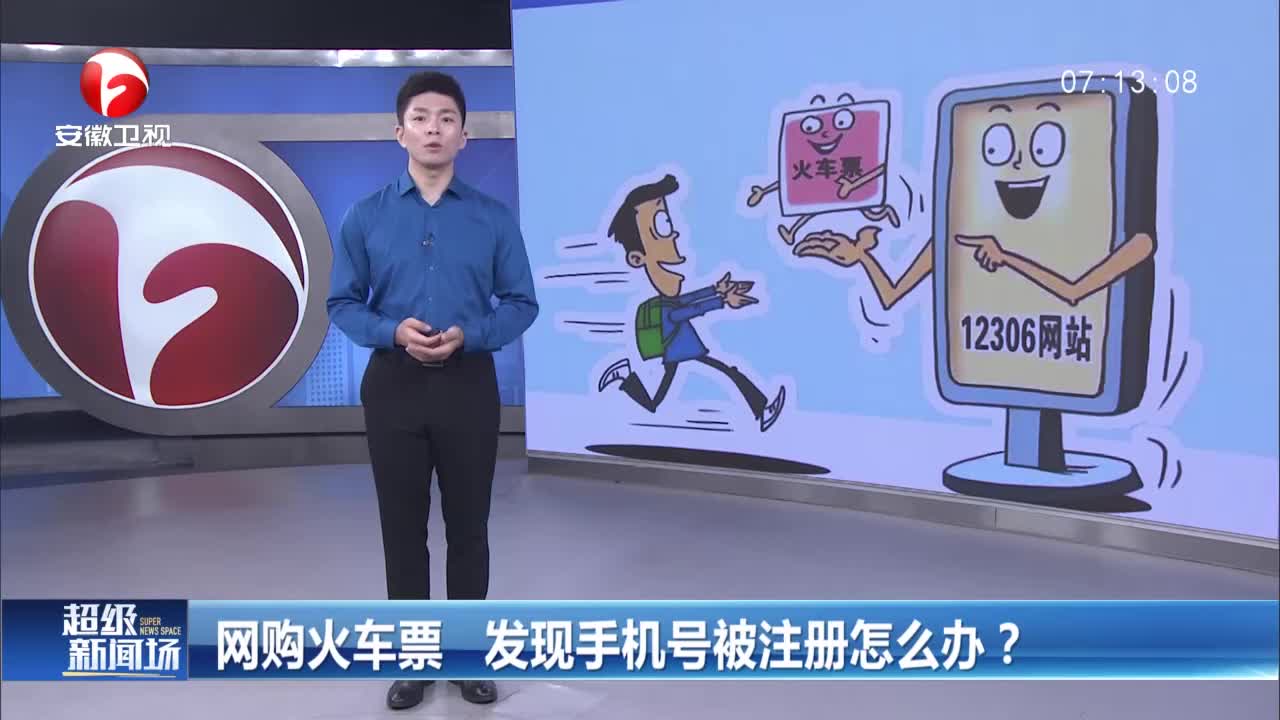 安徽卫视
07:13:08
火车票
12306网站
超级
新闻场
SUPER
NEWS SPACE
网购火车票 发现手机号被注册怎么办？